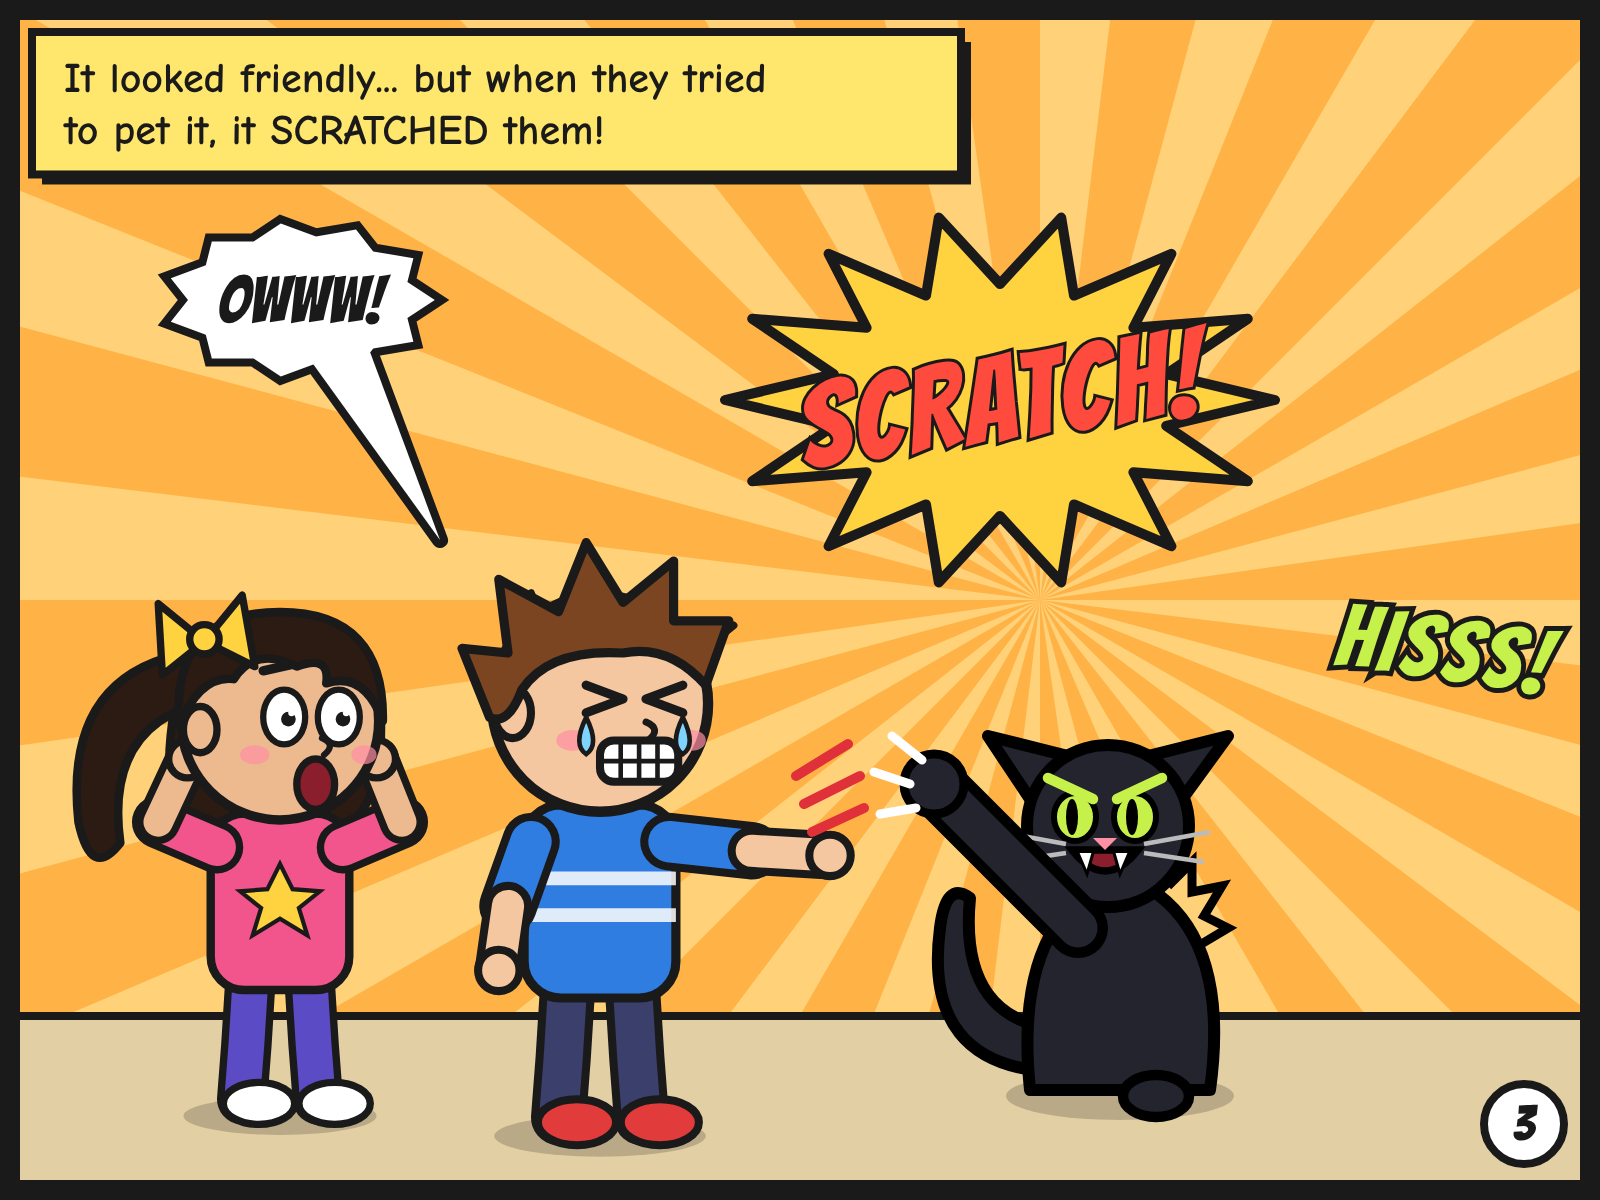 It looked friendly... but when they tried
to pet it, it SCRATCHED them!
OWWW!
SCRATCH!
HISSS!
3